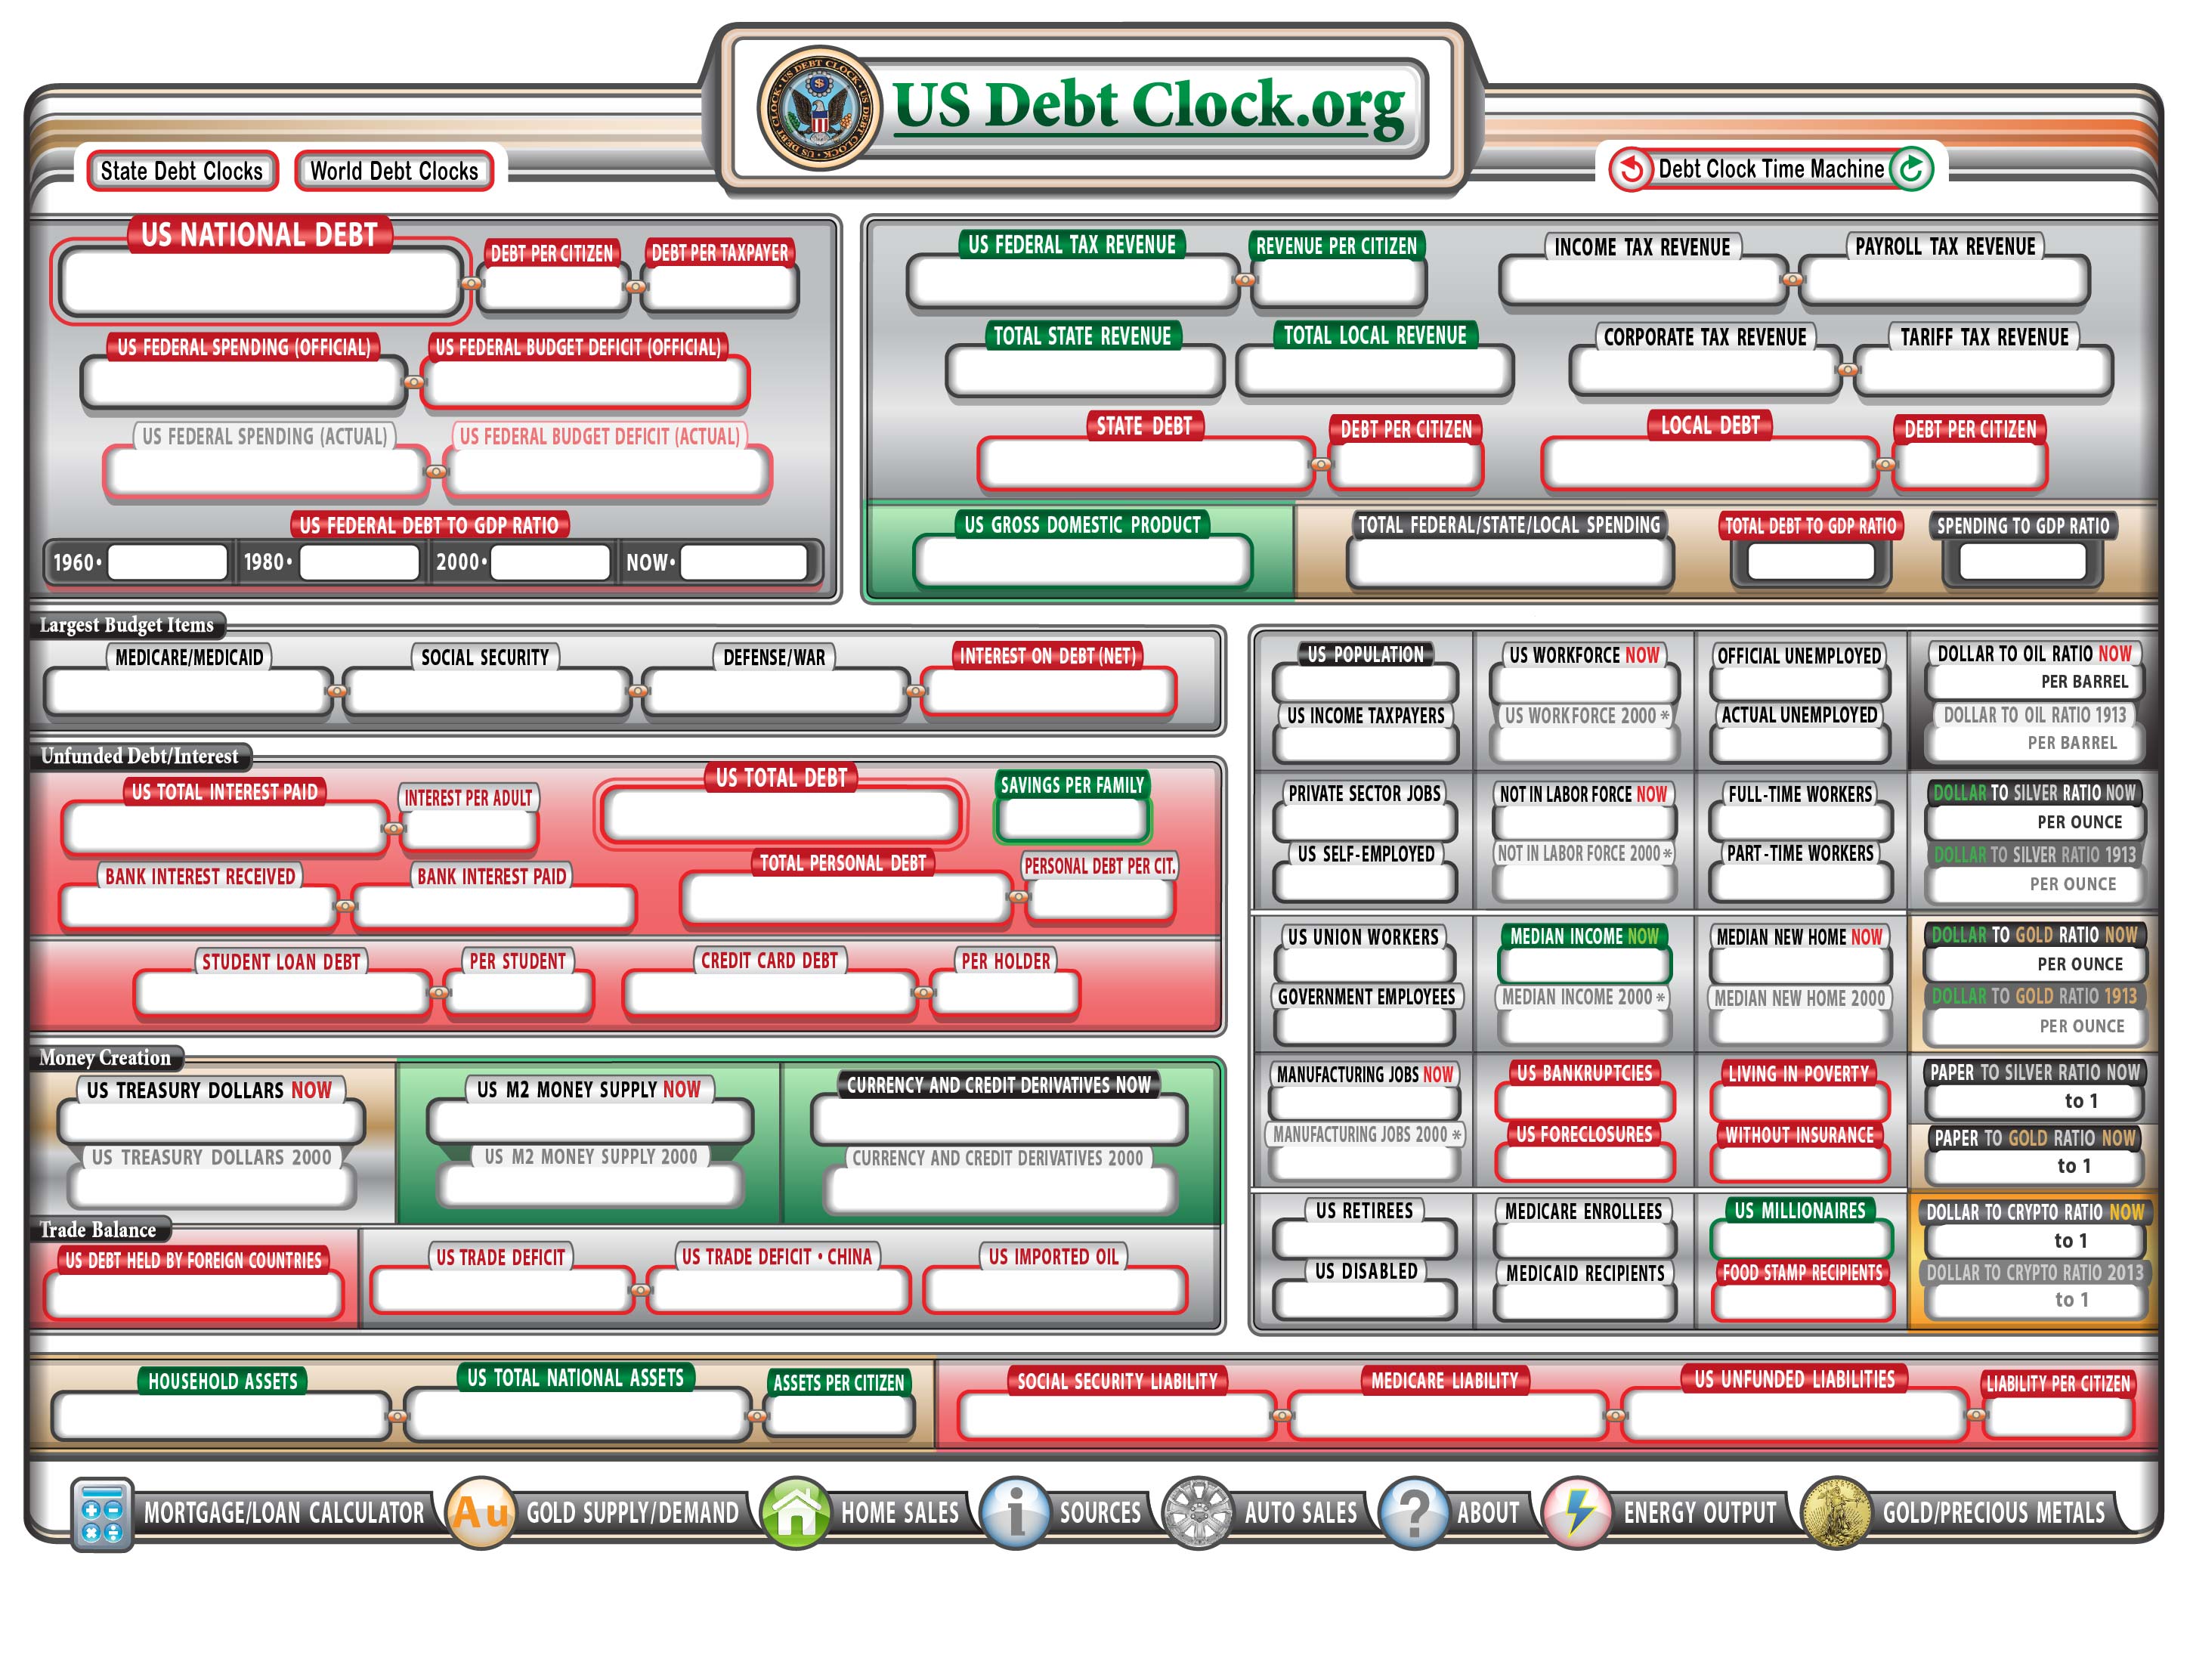 US DEBT CLOCK • US DEBT CLOCK • US DEBT CLOCK
US Debt Clock.org
State Debt Clocks
World Debt Clocks
Debt Clock Time Machine
US NATIONAL DEBT
DEBT PER CITIZEN
DEBT PER TAXPAYER
US FEDERAL SPENDING (OFFICIAL)
US FEDERAL BUDGET DEFICIT (OFFICIAL)
US FEDERAL SPENDING (ACTUAL)
US FEDERAL BUDGET DEFICIT (ACTUAL)
US FEDERAL DEBT TO GDP RATIO
1960•
1980•
2000•
NOW•
US FEDERAL TAX REVENUE
REVENUE PER CITIZEN
INCOME TAX REVENUE
PAYROLL TAX REVENUE
TOTAL STATE REVENUE
TOTAL LOCAL REVENUE
CORPORATE TAX REVENUE
TARIFF TAX REVENUE
STATE DEBT
DEBT PER CITIZEN
LOCAL DEBT
DEBT PER CITIZEN
US GROSS DOMESTIC PRODUCT
TOTAL FEDERAL/STATE/LOCAL SPENDING
TOTAL DEBT TO GDP RATIO
SPENDING TO GDP RATIO
Largest Budget Items
MEDICARE/MEDICAID
SOCIAL SECURITY
DEFENSE/WAR
INTEREST ON DEBT (NET)
Unfunded Debt/Interest
US TOTAL INTEREST PAID
INTEREST PER ADULT
US TOTAL DEBT
SAVINGS PER FAMILY
BANK INTEREST RECEIVED
BANK INTEREST PAID
TOTAL PERSONAL DEBT
PERSONAL DEBT PER CIT.
STUDENT LOAN DEBT
PER STUDENT
CREDIT CARD DEBT
PER HOLDER
Money Creation
US TREASURY DOLLARS NOW
US M2 MONEY SUPPLY NOW
CURRENCY AND CREDIT DERIVATIVES NOW
US TREASURY DOLLARS 2000
US M2 MONEY SUPPLY 2000
CURRENCY AND CREDIT DERIVATIVES 2000
Trade Balance
US DEBT HELD BY FOREIGN COUNTRIES
US TRADE DEFICIT
US TRADE DEFICIT • CHINA
US IMPORTED OIL
US POPULATION
US WORKFORCE NOW
OFFICIAL UNEMPLOYED
DOLLAR TO OIL RATIO NOW
PER BARREL
US INCOME TAXPAYERS
US WORKFORCE 2000 *
ACTUAL UNEMPLOYED
DOLLAR TO OIL RATIO 1913
PER BARREL
PRIVATE SECTOR JOBS
NOT IN LABOR FORCE NOW
FULL-TIME WORKERS
DOLLAR TO SILVER RATIO NOW
PER OUNCE
US SELF-EMPLOYED
NOT IN LABOR FORCE 2000 *
PART-TIME WORKERS
DOLLAR TO SILVER RATIO 1913
PER OUNCE
US UNION WORKERS
MEDIAN INCOME NOW
MEDIAN NEW HOME NOW
DOLLAR TO GOLD RATIO NOW
PER OUNCE
GOVERNMENT EMPLOYEES
MEDIAN INCOME 2000 *
MEDIAN NEW HOME 2000
DOLLAR TO GOLD RATIO 1913
PER OUNCE
MANUFACTURING JOBS NOW
US BANKRUPTCIES
LIVING IN POVERTY
PAPER TO SILVER RATIO NOW
to 1
MANUFACTURING JOBS 2000 *
US FORECLOSURES
WITHOUT INSURANCE
PAPER TO GOLD RATIO NOW
to 1
US RETIREES
MEDICARE ENROLLEES
US MILLIONAIRES
DOLLAR TO CRYPTO RATIO NOW
to 1
US DISABLED
MEDICAID RECIPIENTS
FOOD STAMP RECIPIENTS
DOLLAR TO CRYPTO RATIO 2013
to 1
HOUSEHOLD ASSETS
US TOTAL NATIONAL ASSETS
ASSETS PER CITIZEN
SOCIAL SECURITY LIABILITY
MEDICARE LIABILITY
US UNFUNDED LIABILITIES
LIABILITY PER CITIZEN
MORTGAGE/LOAN CALCULATOR
Au
GOLD SUPPLY/DEMAND
HOME SALES
i
SOURCES
AUTO SALES
?
ABOUT
ENERGY OUTPUT
GOLD/PRECIOUS METALS